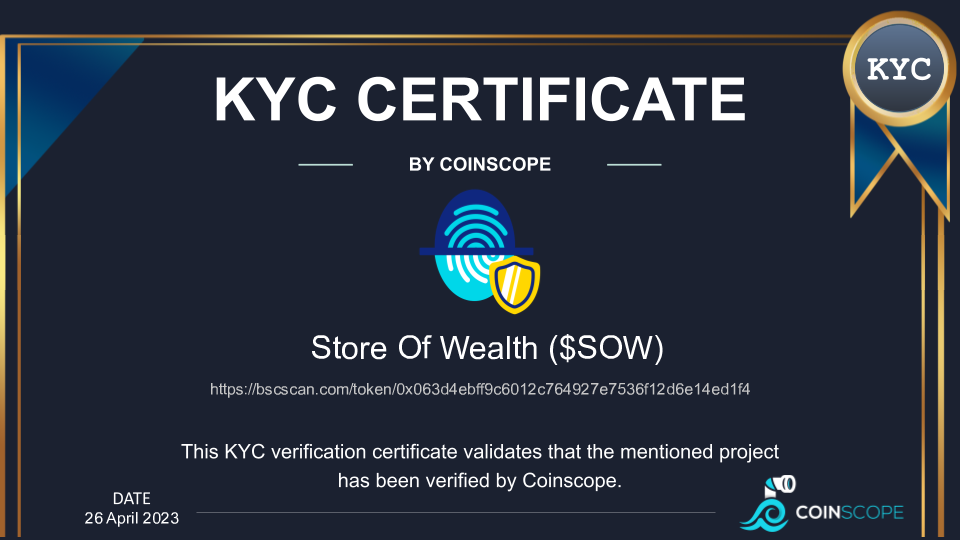 KYC
KYC CERTIFICATE
BY COINSCOPE
Store Of Wealth ($SOW)
https://bscscan.com/token/0x063d4ebff9c6012c764927e7536f12d6e14ed1f4
This KYC verification certificate validates that the mentioned project
has been verified by Coinscope.
DATE
26 April 2023
COINSCOPE